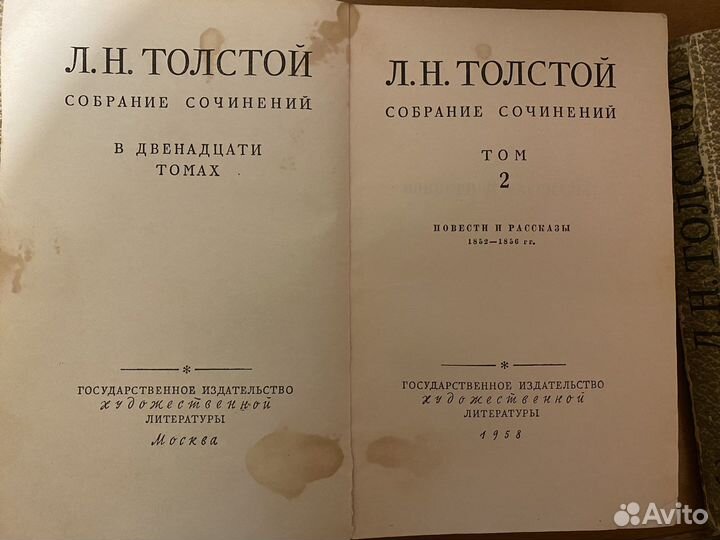 Л. Н. ТОЛСТОЙ
СОБРАНИЕ СОЧИНЕНИЙ
В ДВЕНАДЦАТИ
ТОМАХ
*
ГОСУДАРСТВЕННОЕ ИЗДАТЕЛЬСТВО
художественной
ЛИТЕРАТУРЫ
Москва
Л. Н. ТОЛСТОЙ
СОБРАНИЕ СОЧИНЕНИЙ
ТОМ
2
ПОВЕСТИ И РАССКАЗЫ
1852—1856 гг.
*
ГОСУДАРСТВЕННОЕ ИЗДАТЕЛЬСТВО
художественной
ЛИТЕРАТУРЫ
1958
Л. Н. ТОЛСТОЙ
Avito